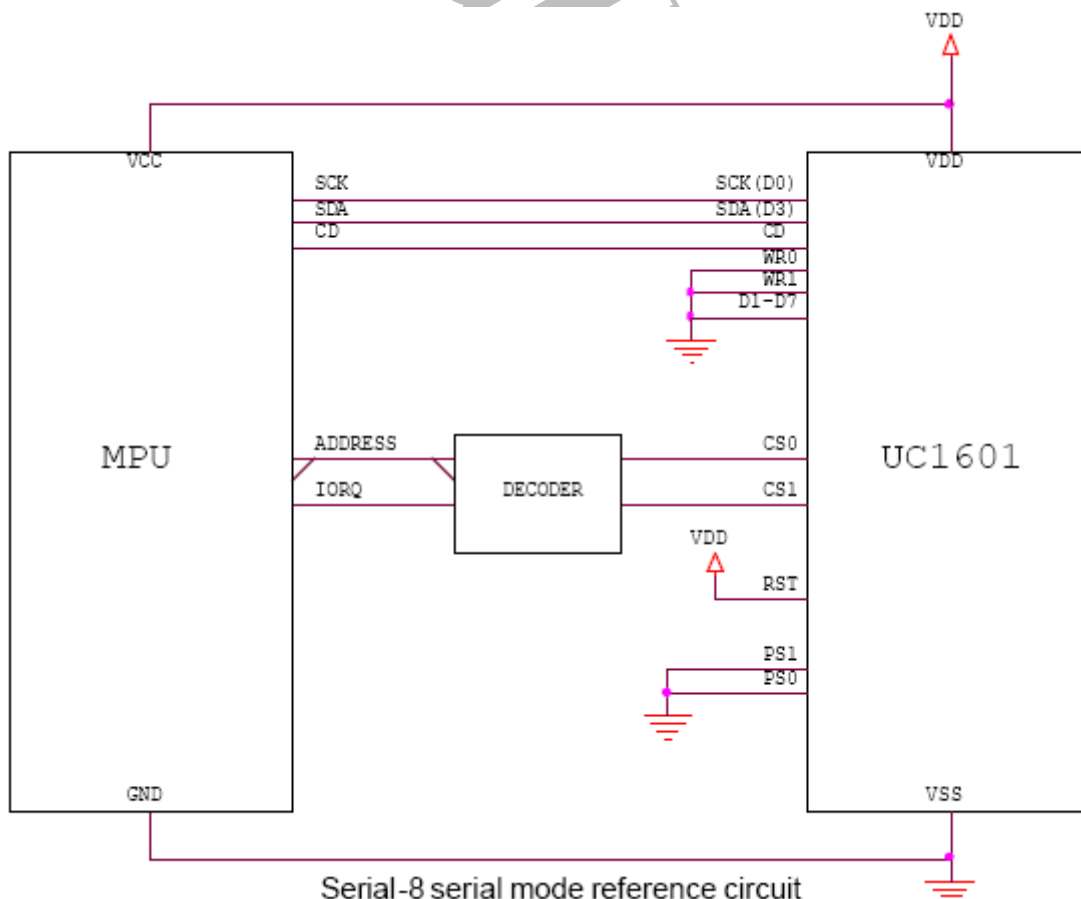 VDD
VCC
VDD
SCK
SCK(D0)
SDA
SDA(D3)
CD
CD
WR0
WR1
D1-D7
MPU
ADDRESS
IORQ
DECODER
CS0
CS1
UC1601
VDD
RST
PS1
PS0
GND
VSS
Serial-8 serial mode reference circuit